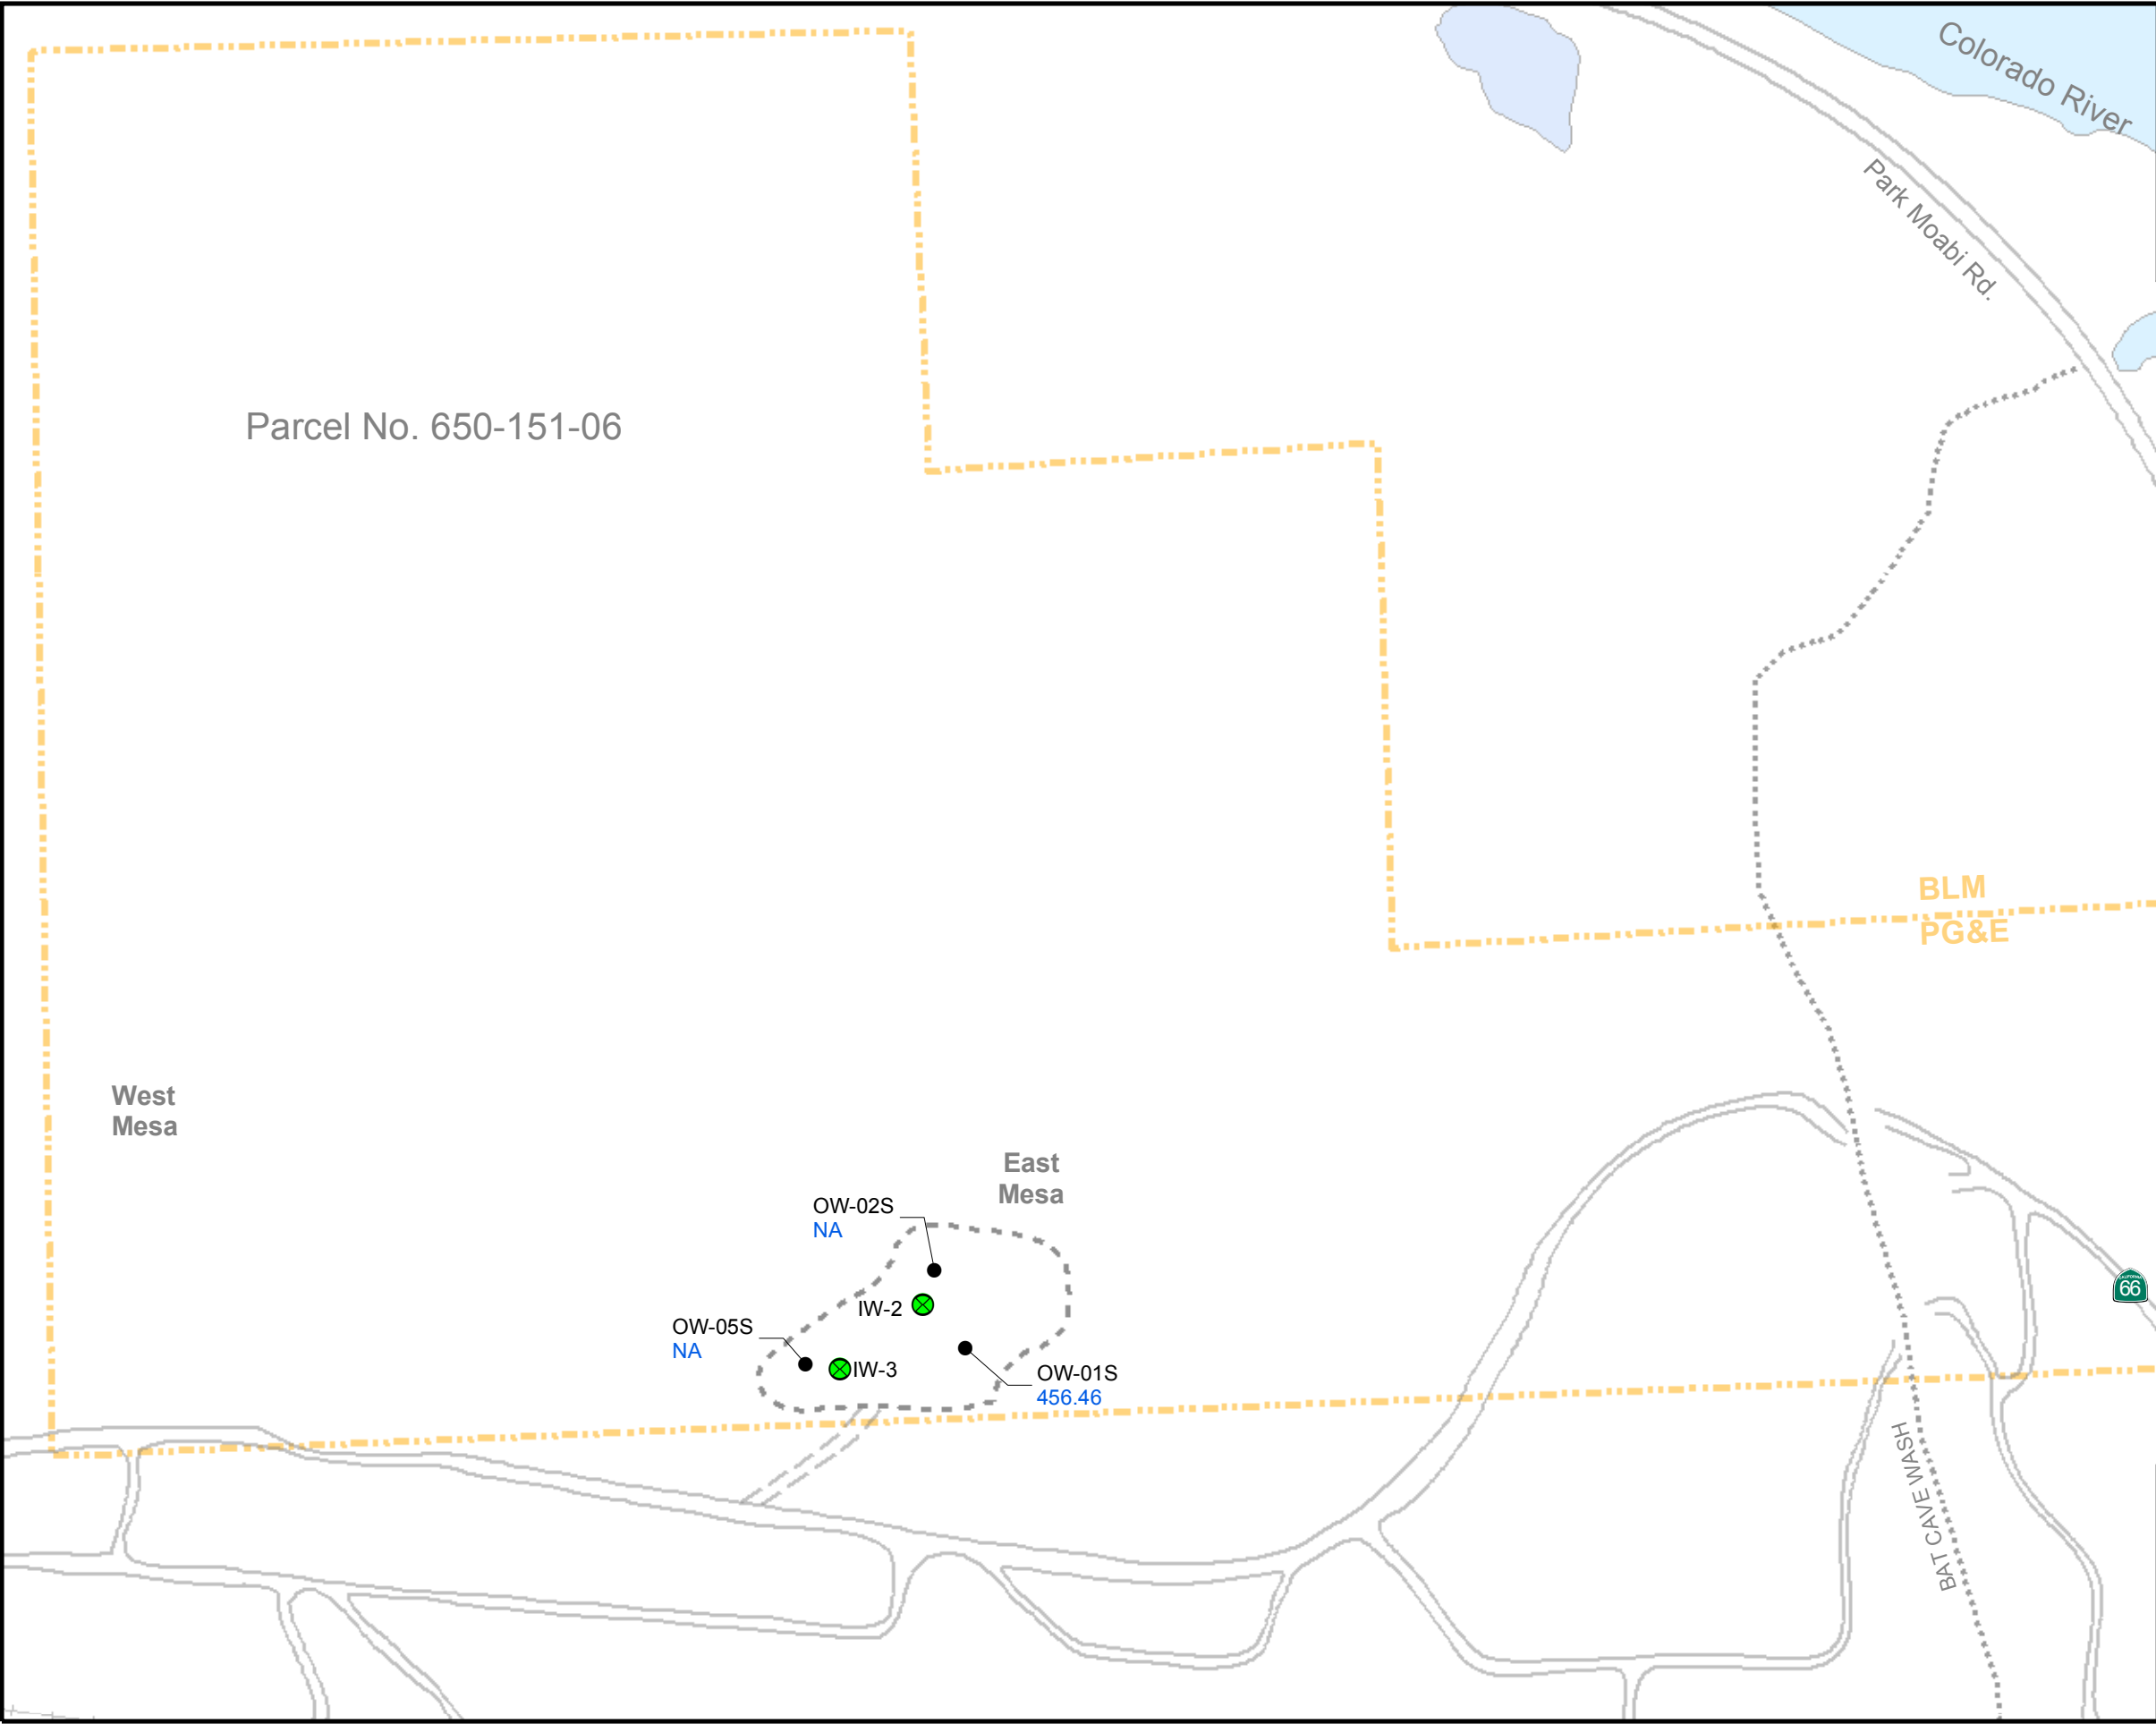 Colorado River
Park Moabi Rd.
Parcel No. 650-151-06
BLM
PG&E
West
Mesa
East
Mesa
OW-02S
NA
IW-2
OW-05S
NA
IW-3
OW-01S
456.46
CALIFORNIA
66
BAT CAVE WASH